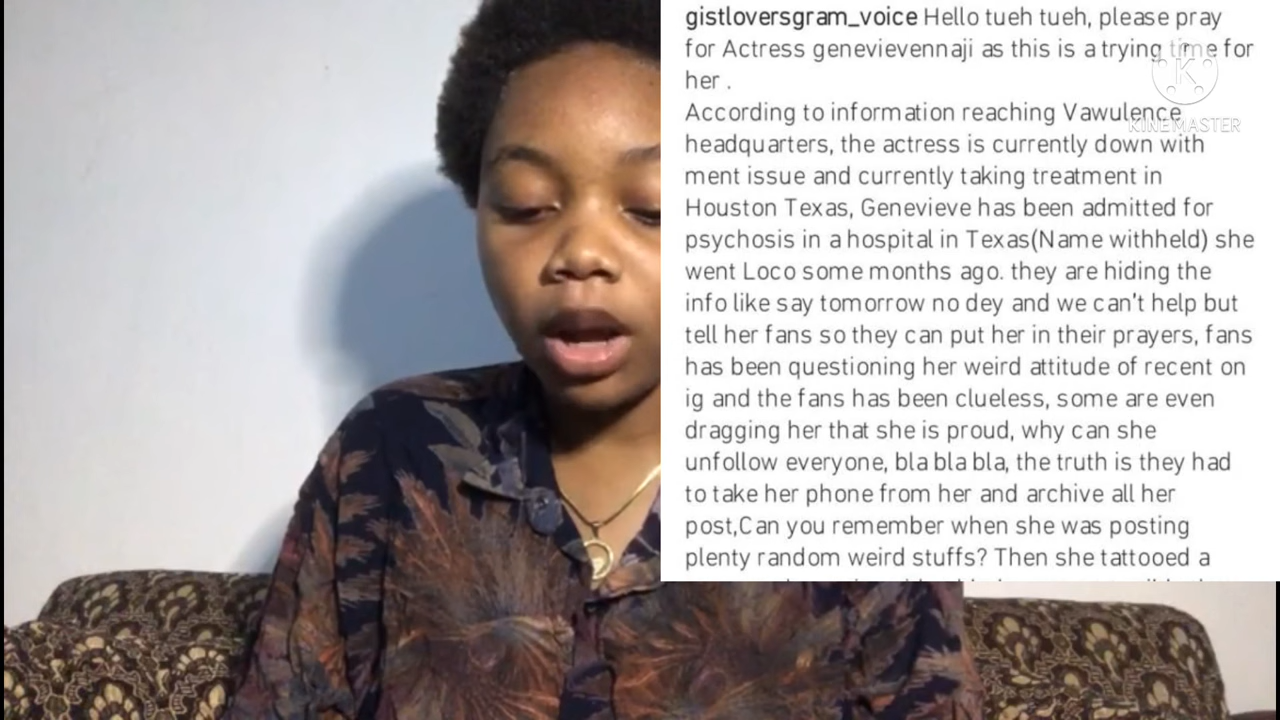 gistloversgram_voice Hello tueh tueh, please pray
for Actress genevievennaji as this is a trying time for
her .
According to information reaching Vawulence
headquarters, the actress is currently down with
ment issue and currently taking treatment in
Houston Texas, Genevieve has been admitted for
psychosis in a hospital in Texas(Name withheld) she
went Loco some months ago. they are hiding the
info like say tomorrow no dey and we can't help but
tell her fans so they can put her in their prayers, fans
has been questioning her weird attitude of recent on
ig and the fans has been clueless, some are even
dragging her that she is proud, why can she
unfollow everyone, bla bla bla, the truth is they had
to take her phone from her and archive all her
post,Can you remember when she was posting
plenty random weird stuffs? Then she tattooed a
K
KINEMASTER